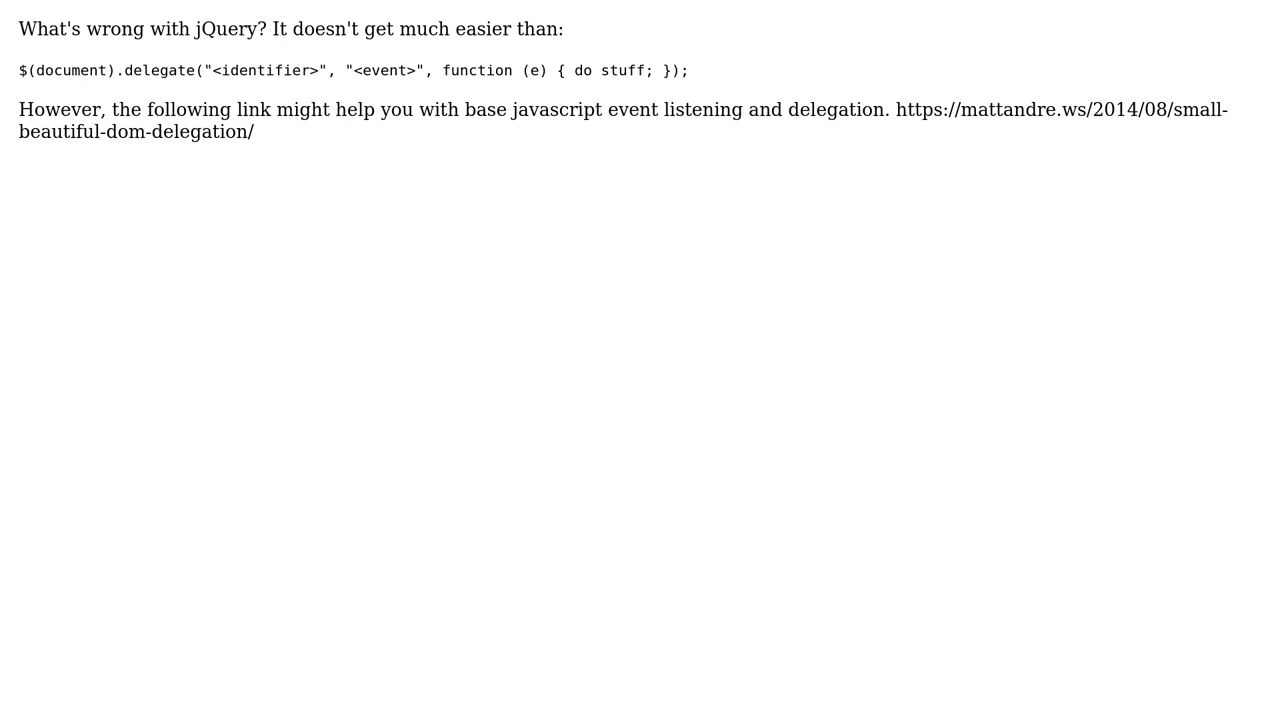 What's wrong with jQuery? It doesn't get much easier than:
$(document).delegate("<identifier>", "<event>", function (e) { do stuff; });
However, the following link might help you with base javascript event listening and delegation. https://mattandre.ws/2014/08/small-
beautiful-dom-delegation/